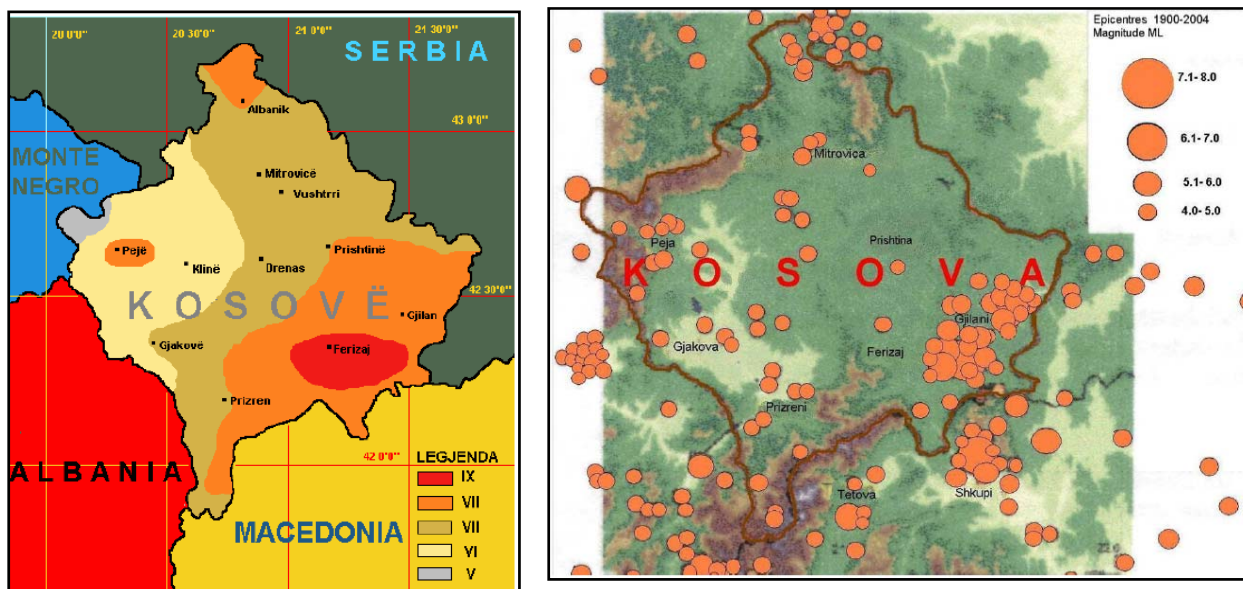 20 0'0"
20 30'0"
21 0'0"
21 30'0"
SERBIA
Albanik
43 0'0"
MONTE
NEGRO
Mitrovicë
Vushtrri
Pejë
Prishtinë
Klinë
Drenas
42 30'0"
KOSOVË
Gjilan
Gjakovë
Ferizaj
Prizren
42 0'0"
ALBANIA
LEGJENDA
IX
VII
VII
VI
V
MACEDONIA
Epicentres 1900-2004
Magnitude ML
7.1- 8.0
6.1- 7.0
5.1- 6.0
4.0- 5.0
Mitrovica
Peja
Prishtina
KOSOVA
Gjilani
Gjakova
Ferizaj
Prizreni
Tetova
Shkupi